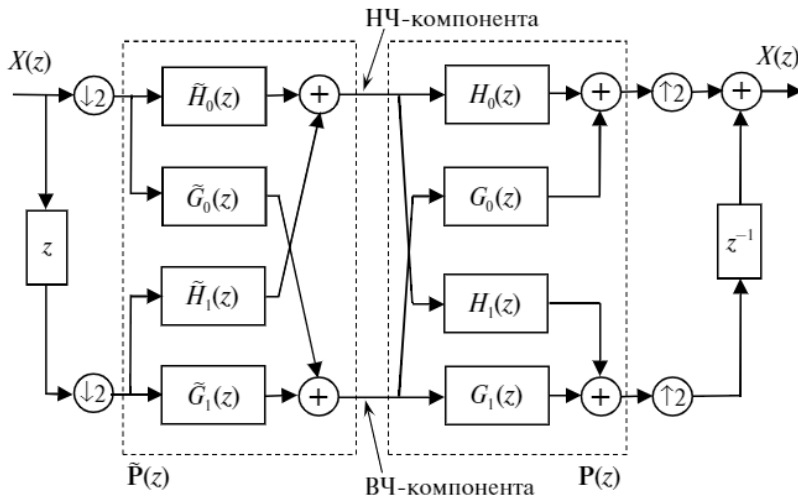 НЧ-компонента
X(z)
X(z)
↓2
H̃₀(z)
+
H₀(z)
+
↑2
+
G̃₀(z)
G₀(z)
z
z⁻¹
H̃₁(z)
H₁(z)
↓2
G̃₁(z)
+
G₁(z)
+
↑2
P̃(z)
P(z)
ВЧ-компонента